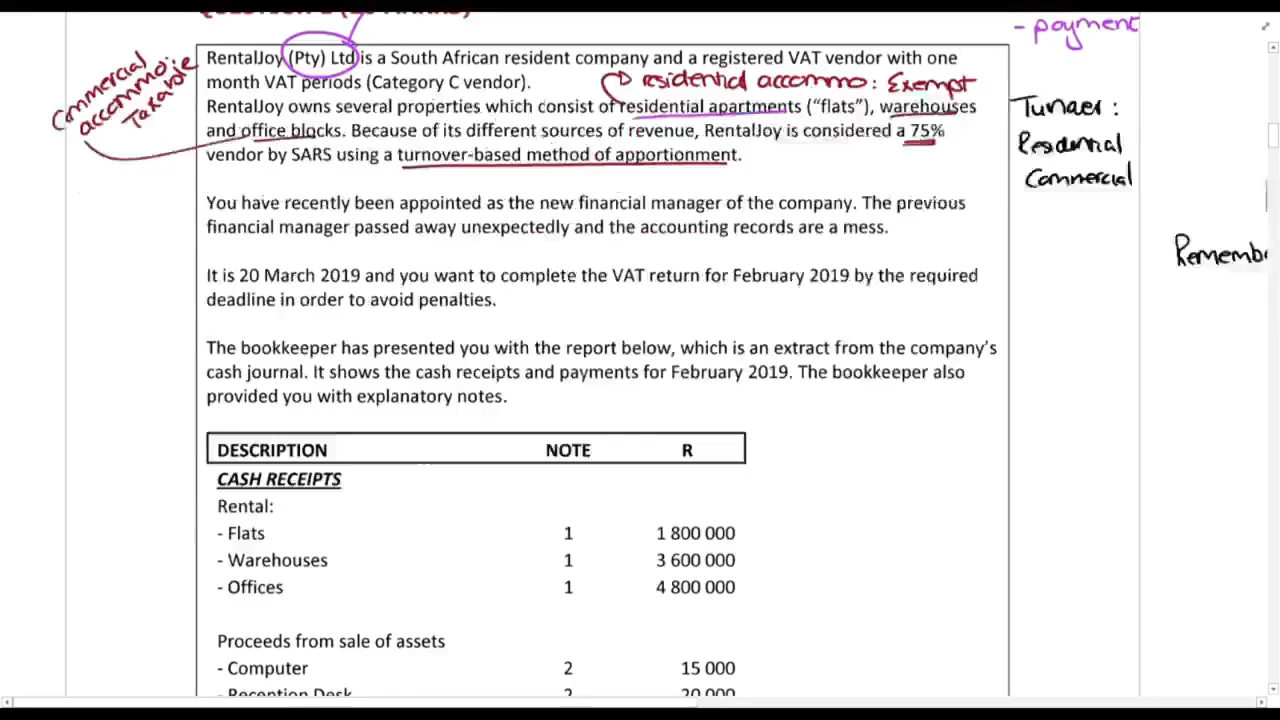 - payment
RentalJoy (Pty) Ltd is a South African resident company and a registered VAT vendor with one
month VAT periods (Category C vendor).
residential accommo: Exempt
commercial
accommo:ie
Taxable
RentalJoy owns several properties which consist of residential apartments (“flats”), warehouses
and office blocks. Because of its different sources of revenue, RentalJoy is considered a 75%
vendor by SARS using a turnover-based method of apportionment.
Residential
Commercial
You have recently been appointed as the new financial manager of the company. The previous
financial manager passed away unexpectedly and the accounting records are a mess.
It is 20 March 2019 and you want to complete the VAT return for February 2019 by the required
deadline in order to avoid penalties.
The bookkeeper has presented you with the report below, which is an extract from the company’s
cash journal. It shows the cash receipts and payments for February 2019. The bookkeeper also
provided you with explanatory notes.
DESCRIPTION NOTE R
CASH RECEIPTS
Rental:
- Flats 1 1 800 000
- Warehouses 1 3 600 000
- Offices 1 4 800 000
Proceeds from sale of assets
- Computer 2 15 000
- Reception Desk 2 20 000